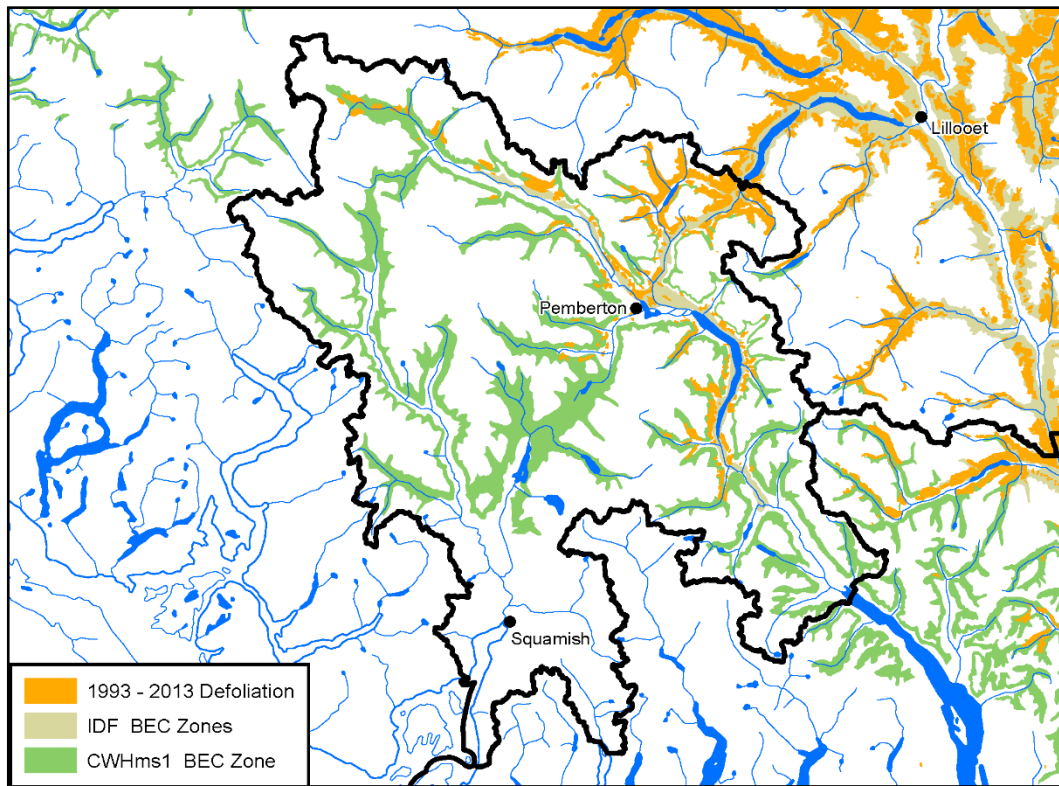 Lillooet
Pemberton
Squamish
1993 - 2013 Defoliation
IDF BEC Zones
CWHms1 BEC Zone